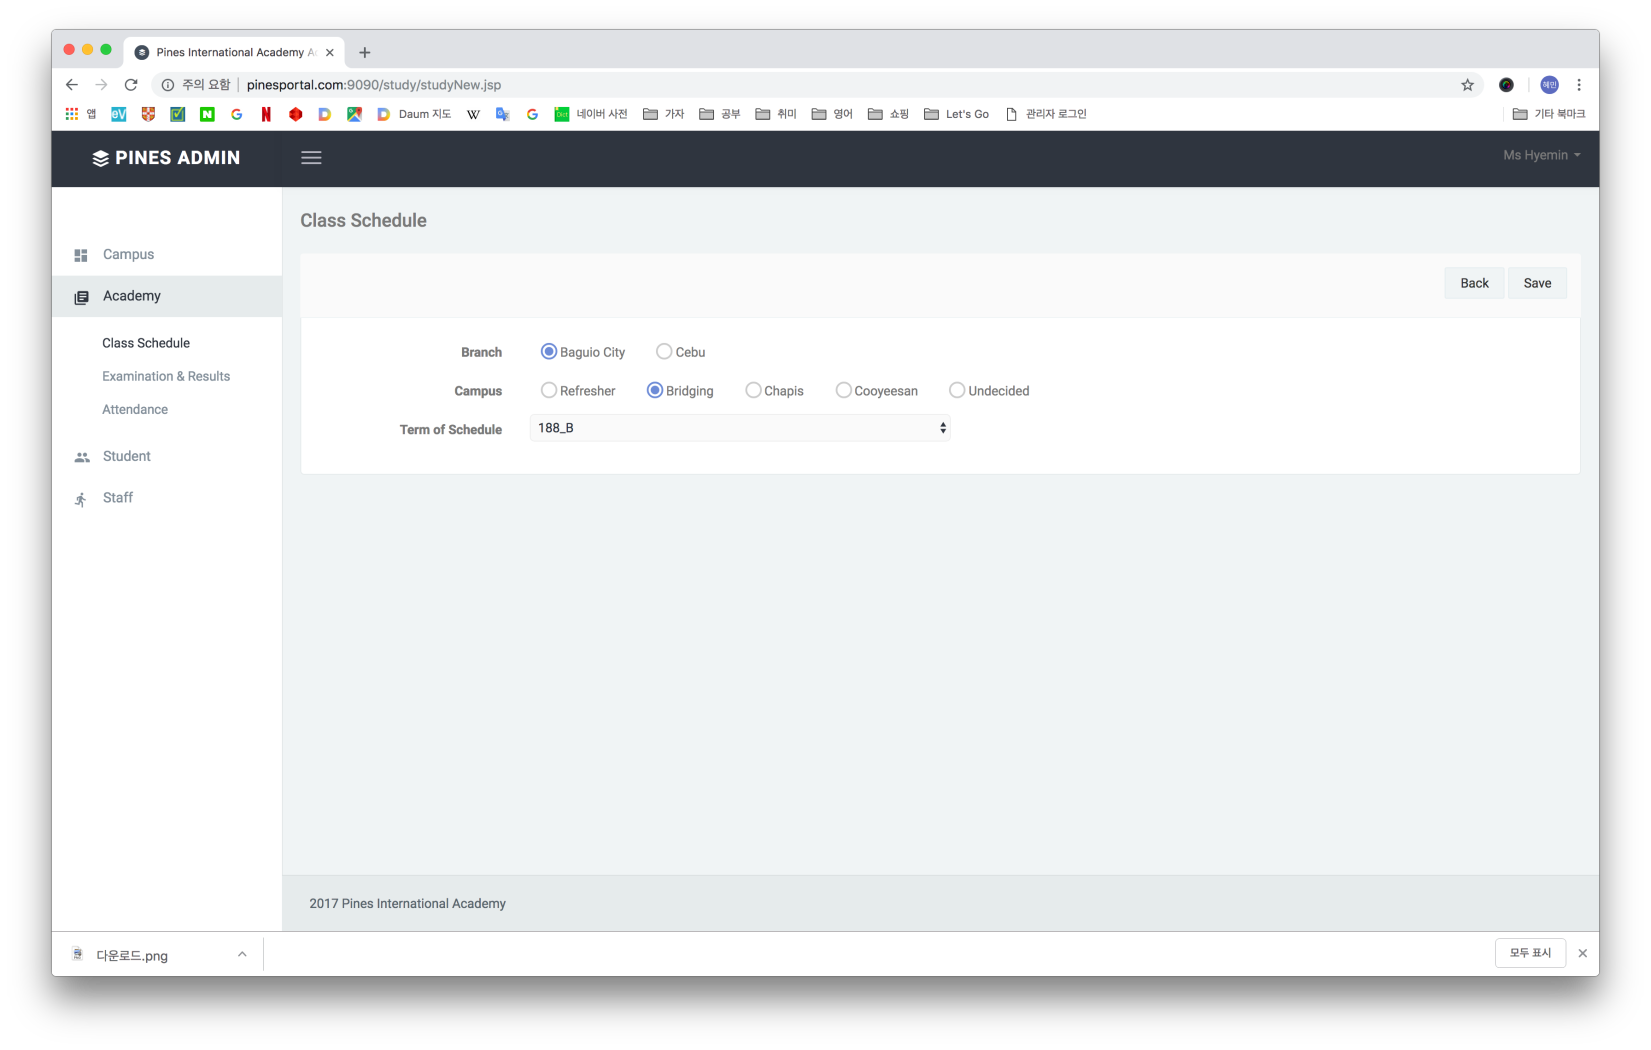 Pines International Academy A
주의 요함 | pinesportal.com:9090/study/studyNew.jsp
앱 Daum 지도 W 네이버 사전 가자 공부 취미 영어 쇼핑 Let's Go 관리자 로그인 기타 북마크
PINES ADMIN
Ms Hyemin
Class Schedule
Campus
Academy
Class Schedule
Examination & Results
Attendance
Student
Staff
Back Save
Branch Baguio City Cebu
Campus Refresher Bridging Chapis Cooyeesan Undecided
Term of Schedule 188_B
2017 Pines International Academy
다운로드.png
모두 표시